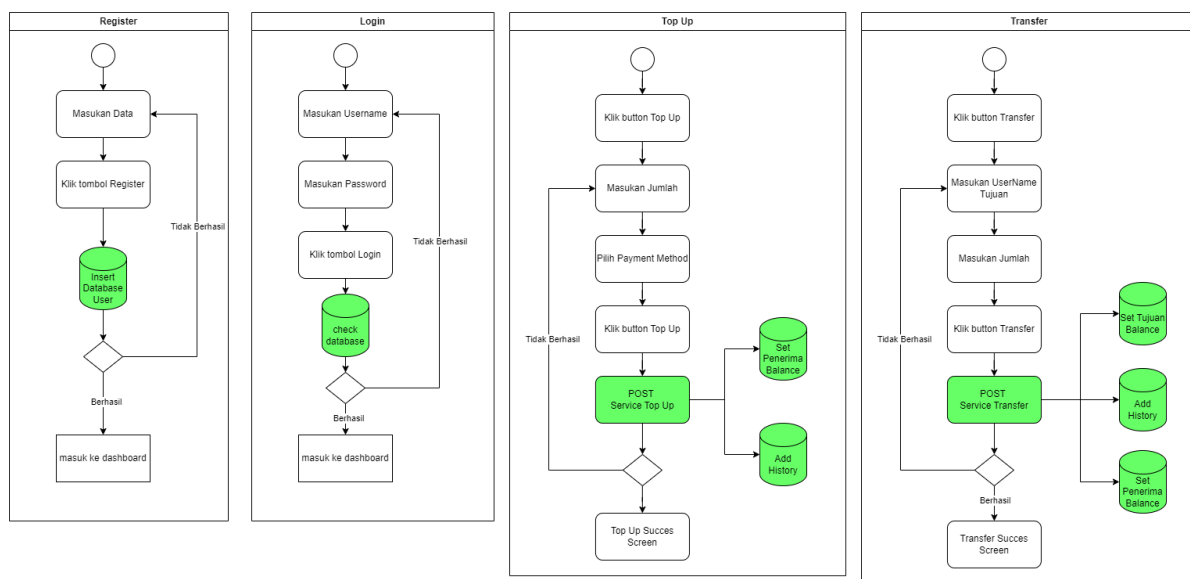 Register
Masukan Data
Klik tombol Register
Tidak Berhasil
Insert
Database
User
Berhasil
masuk ke dashboard
Login
Masukan Username
Masukan Password
Klik tombol Login
Tidak Berhasil
check
database
Berhasil
masuk ke dashboard
Top Up
Klik button Top Up
Masukan Jumlah
Pilih Payment Method
Klik button Top Up
Tidak Berhasil
Set
Penerima
Balance
POST
Service Top Up
Add
History
Top Up Succes
Screen
Transfer
Klik button Transfer
Masukan UserName
Tujuan
Masukan Jumlah
Klik button Transfer
Tidak Berhasil
Set Tujuan
Balance
POST
Service Transfer
Add
History
Set
Penerima
Balance
Berhasil
Transfer Succes
Screen